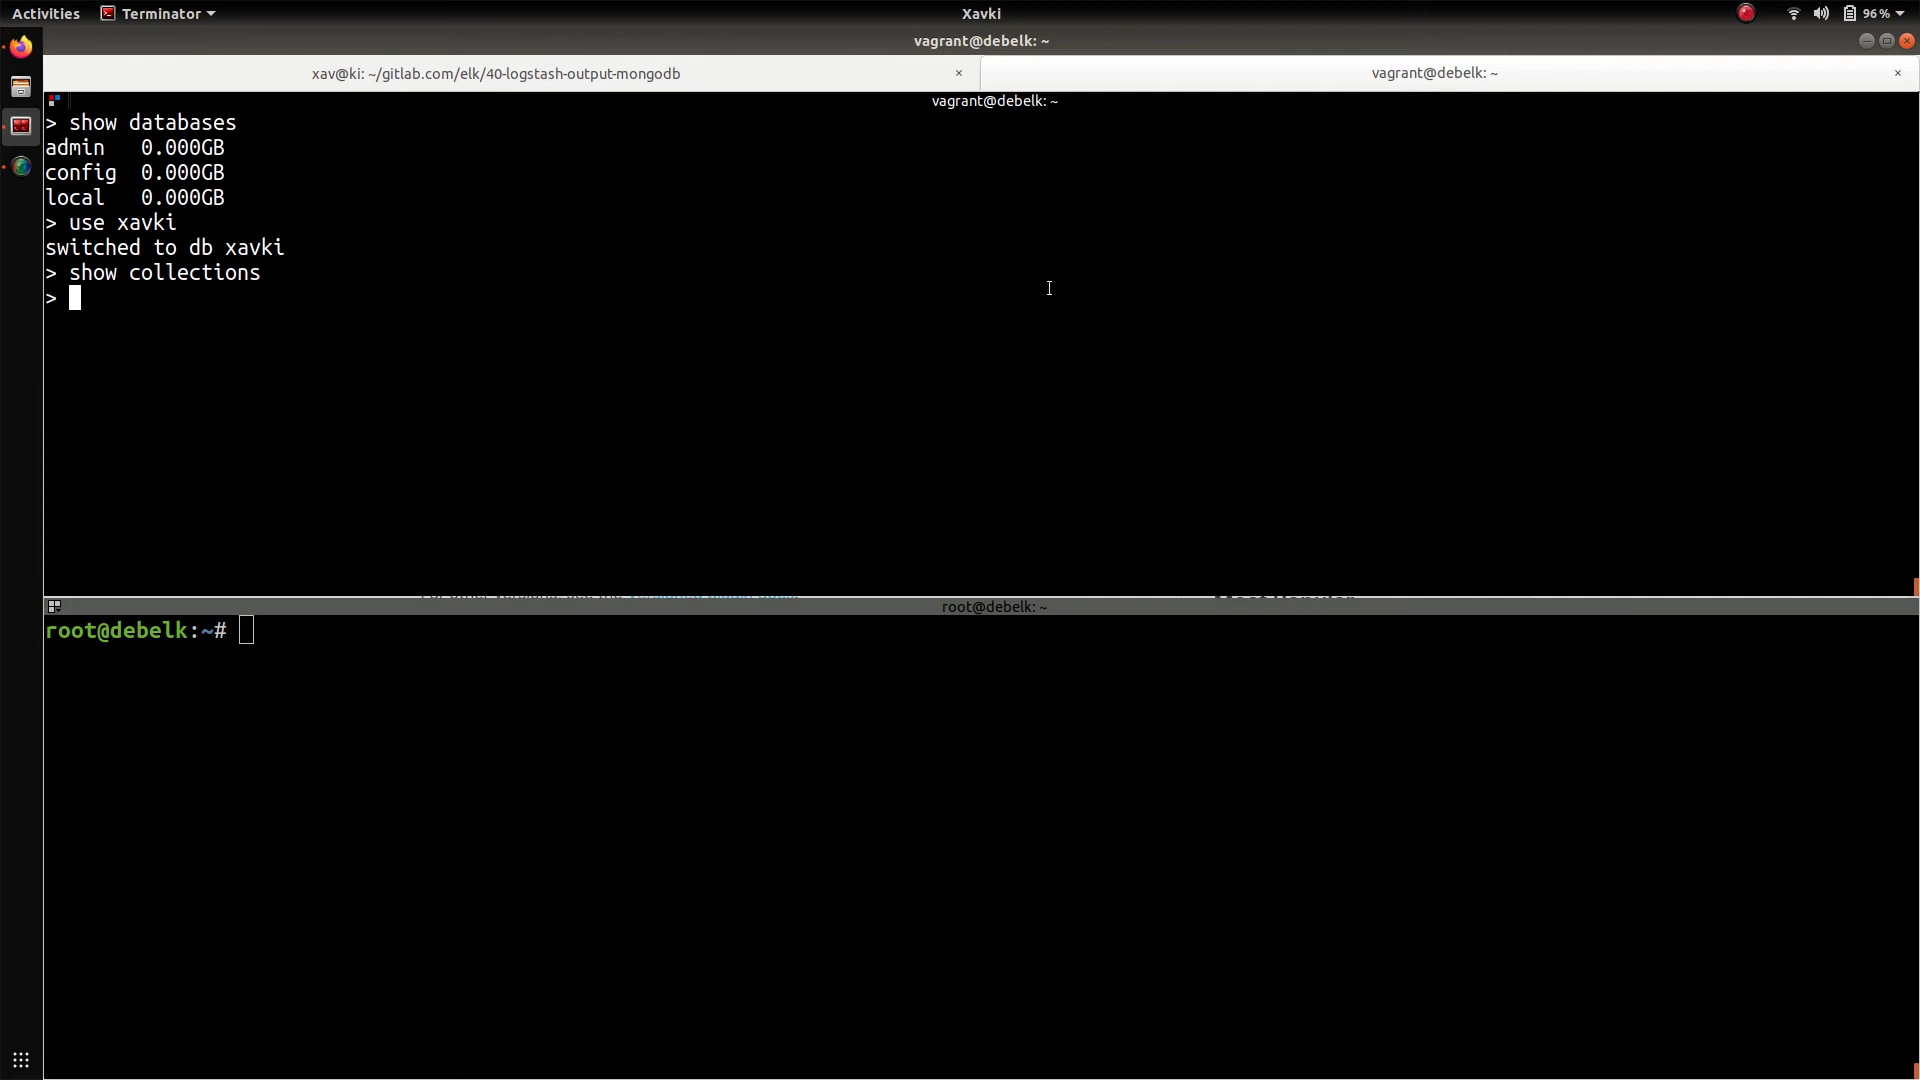 Activities Terminator Xavki 96%
vagrant@debelk: ~
xav@ki: ~/gitlab.com/elk/40-logstash-output-mongodb × vagrant@debelk: ~ ×
vagrant@debelk: ~
> show databases
admin 0.000GB
config 0.000GB
local 0.000GB
> use xavki
switched to db xavki
> show collections
>
root@debelk: ~
root@debelk:~#